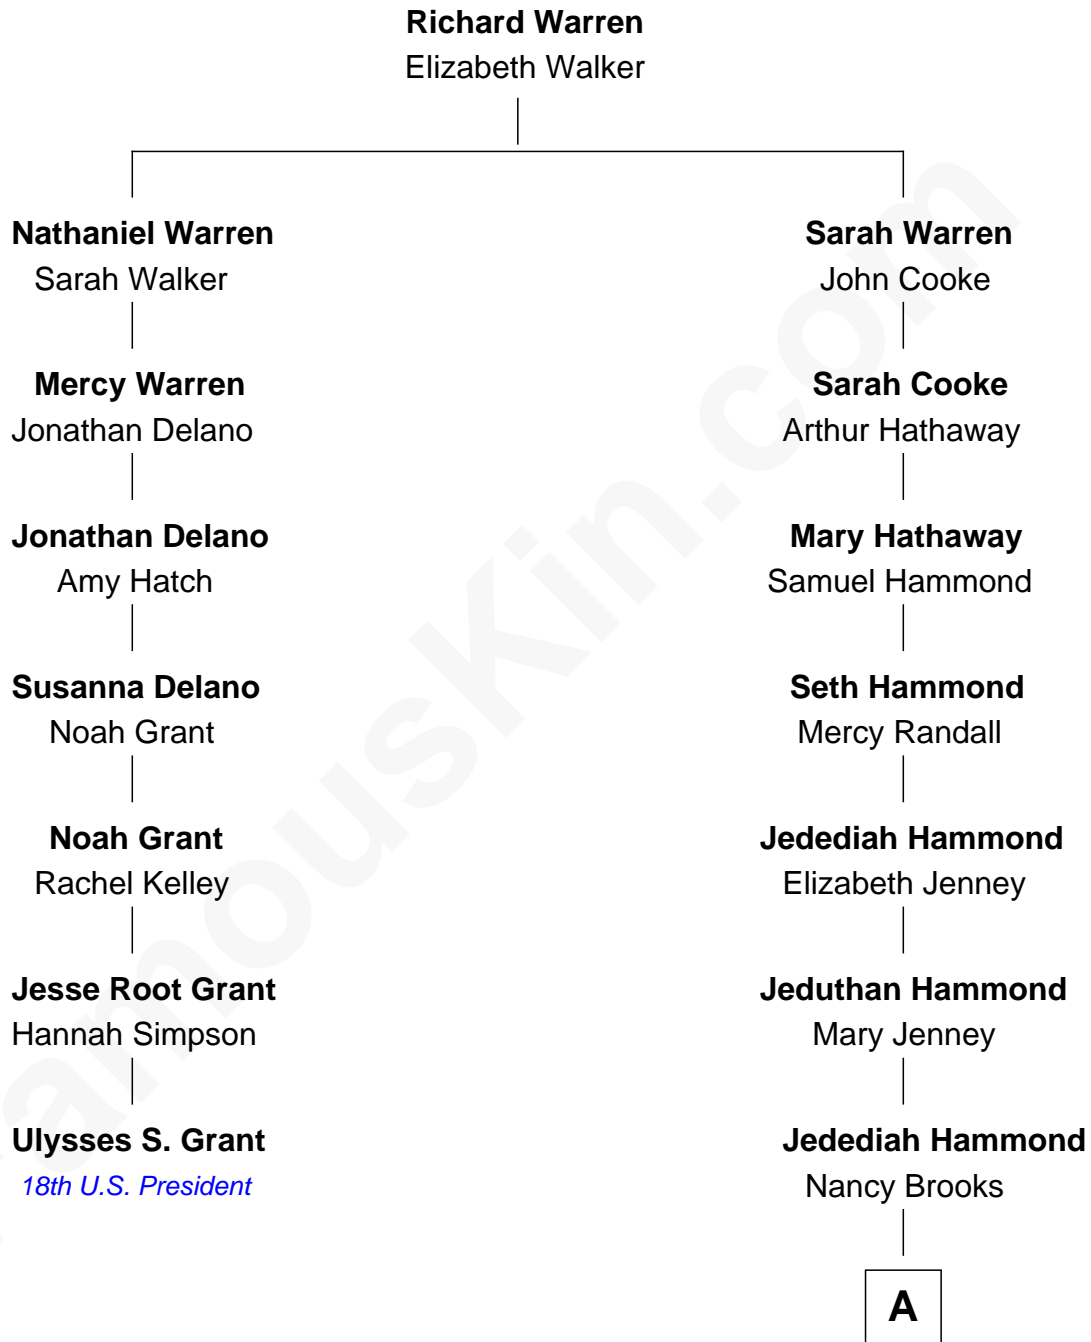 Richard Warren
Elizabeth Walker
Nathaniel Warren
Sarah Walker
Mercy Warren
Jonathan Delano
Jonathan Delano
Amy Hatch
Susanna Delano
Noah Grant
Noah Grant
Rachel Kelley
Jesse Root Grant
Hannah Simpson
Ulysses S. Grant
18th U.S. President
Sarah Warren
John Cooke
Sarah Cooke
Arthur Hathaway
Mary Hathaway
Samuel Hammond
Seth Hammond
Mercy Randall
Jedediah Hammond
Elizabeth Jenney
Jeduthan Hammond
Mary Jenney
Jedediah Hammond
Nancy Brooks
A
FamousKin.com